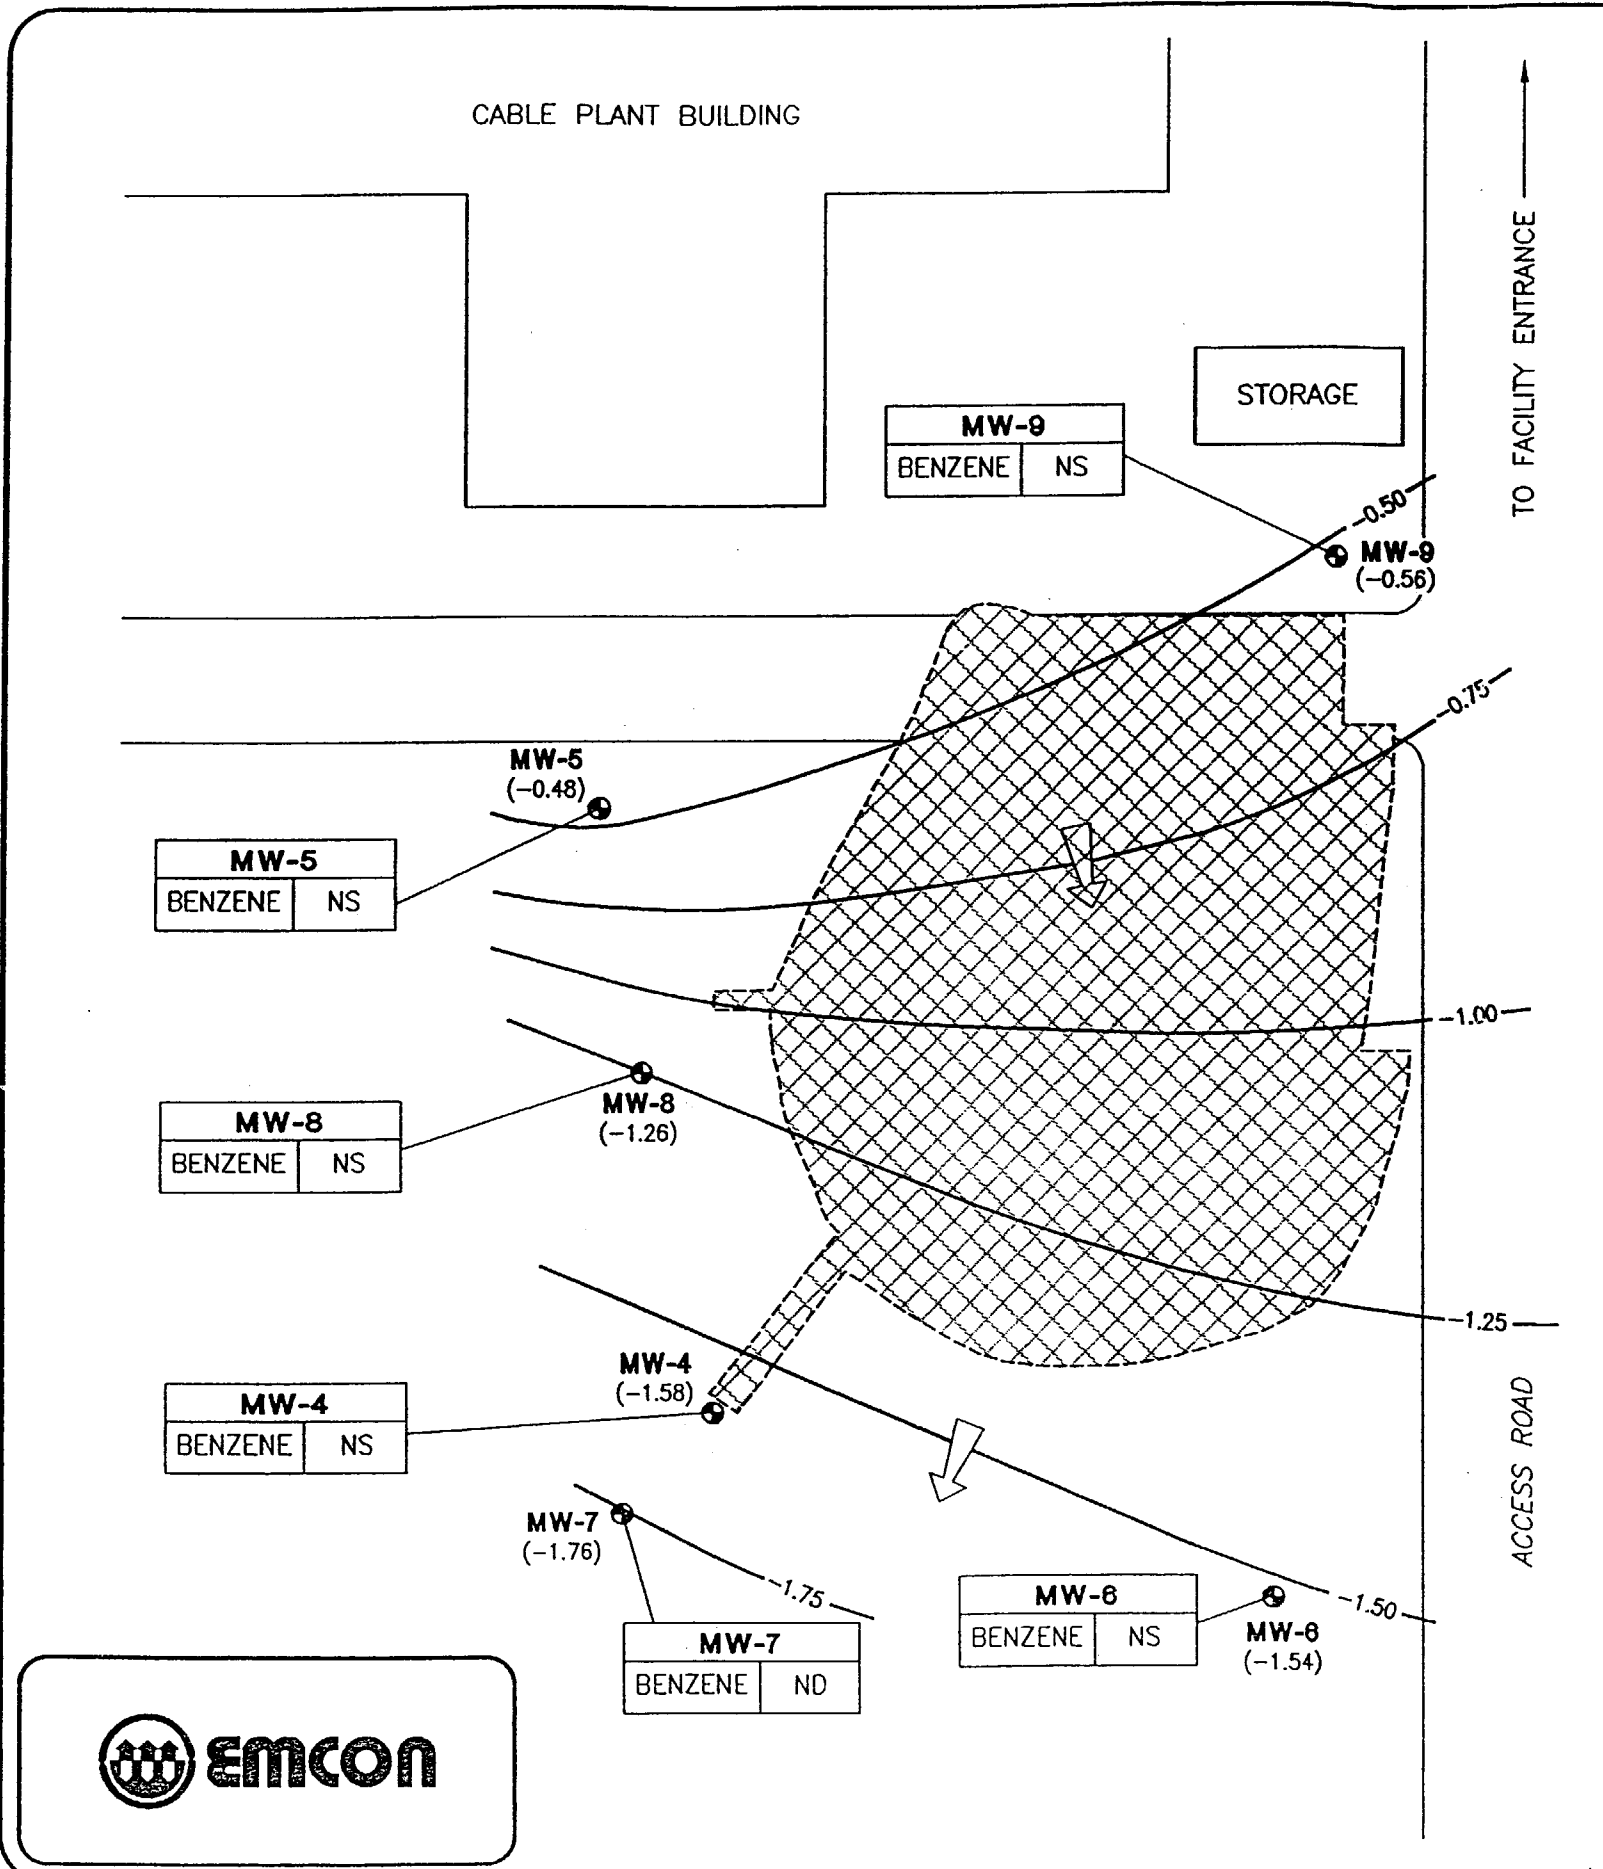 CABLE PLANT BUILDING
TO FACILITY ENTRANCE
STORAGE
MW-9
BENZENE NS
-0.50
MW-9
(-0.56)
-0.75
MW-5
(-0.48)
MW-5
BENZENE NS
-1.00
MW-8
(-1.26)
MW-8
BENZENE NS
-1.25
MW-4
(-1.58)
MW-4
BENZENE NS
ACCESS ROAD
MW-7
(-1.76)
-1.75
-1.50
MW-6
BENZENE NS
MW-6
(-1.54)
MW-7
BENZENE ND
EMCON